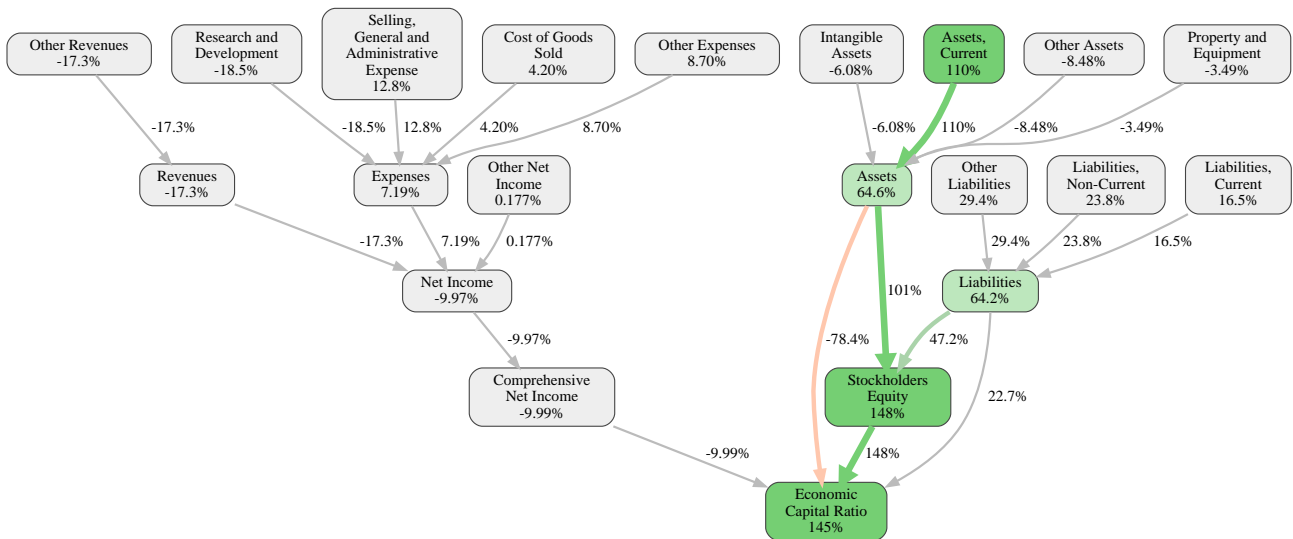 Other Revenues
-17.3%
Research and
Development
-18.5%
Selling,
General and
Administrative
Expense
12.8%
Cost of Goods
Sold
4.20%
Other Expenses
8.70%
Intangible
Assets
-6.08%
Assets,
Current
110%
Other Assets
-8.48%
Property and
Equipment
-3.49%
-17.3%
-18.5%
12.8%
4.20%
8.70%
-6.08%
110%
-8.48%
-3.49%
Revenues
-17.3%
Expenses
7.19%
Other Net
Income
0.177%
Assets
64.6%
Other
Liabilities
29.4%
Liabilities,
Non-Current
23.8%
Liabilities,
Current
16.5%
-17.3%
7.19%
0.177%
29.4%
23.8%
16.5%
Net Income
-9.97%
101%
Liabilities
64.2%
-9.97%
-78.4%
47.2%
Comprehensive
Net Income
-9.99%
Stockholders
Equity
148%
22.7%
-9.99%
148%
Economic
Capital Ratio
145%